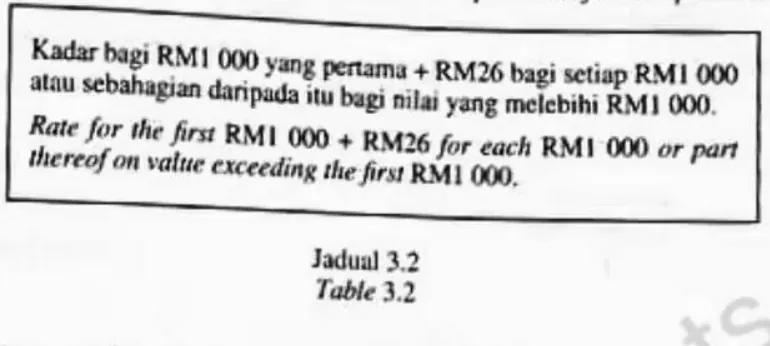 Kadar bagi RM1 000 yang pertama + RM26 bagi setiap RM1 000
atau sebahagian daripada itu bagi nilai yang melebihi RM1 000.
Rate for the first RM1 000 + RM26 for each RM1 000 or part
thereof on value exceeding the first RM1 000.
Jadual 3.2
Table 3.2